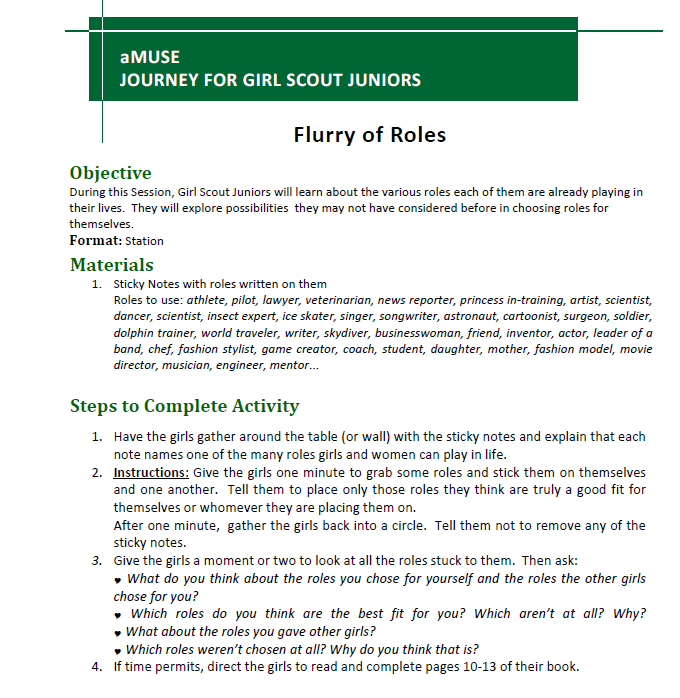 aMUSE
JOURNEY FOR GIRL SCOUT JUNIORS
Flurry of Roles
Objective
During this Session, Girl Scout Juniors will learn about the various roles each of them are already playing in
their lives.  They will explore possibilities  they may not have considered before in choosing roles for
themselves.
Format: Station
Materials
1. Sticky Notes with roles written on them
Roles to use: athlete, pilot, lawyer, veterinarian, news reporter, princess in-training, artist, scientist,
dancer, scientist, insect expert, ice skater, singer, songwriter, astronaut, cartoonist, surgeon, soldier,
dolphin trainer, world traveler, writer, skydiver, businesswoman, friend, inventor, actor, leader of a
band, chef, fashion stylist, game creator, coach, student, daughter, mother, fashion model, movie
director, musician, engineer, mentor...
Steps to Complete Activity
1. Have the girls gather around the table (or wall) with the sticky notes and explain that each
note names one of the many roles girls and women can play in life.
2. Instructions: Give the girls one minute to grab some roles and stick them on themselves
and one another.  Tell them to place only those roles they think are truly a good fit for
themselves or whomever they are placing them on.
After one minute,  gather the girls back into a circle.  Tell them not to remove any of the
sticky notes.
3. Give the girls a moment or two to look at all the roles stuck to them.  Then ask:
♥ What do you think about the roles you chose for yourself and the roles the other girls
chose for you?
♥ Which roles do you think are the best fit for you? Which aren't at all? Why?
♥ What about the roles you gave other girls?
♥ Which roles weren't chosen at all? Why do you think that is?
4. If time permits, direct the girls to read and complete pages 10-13 of their book.